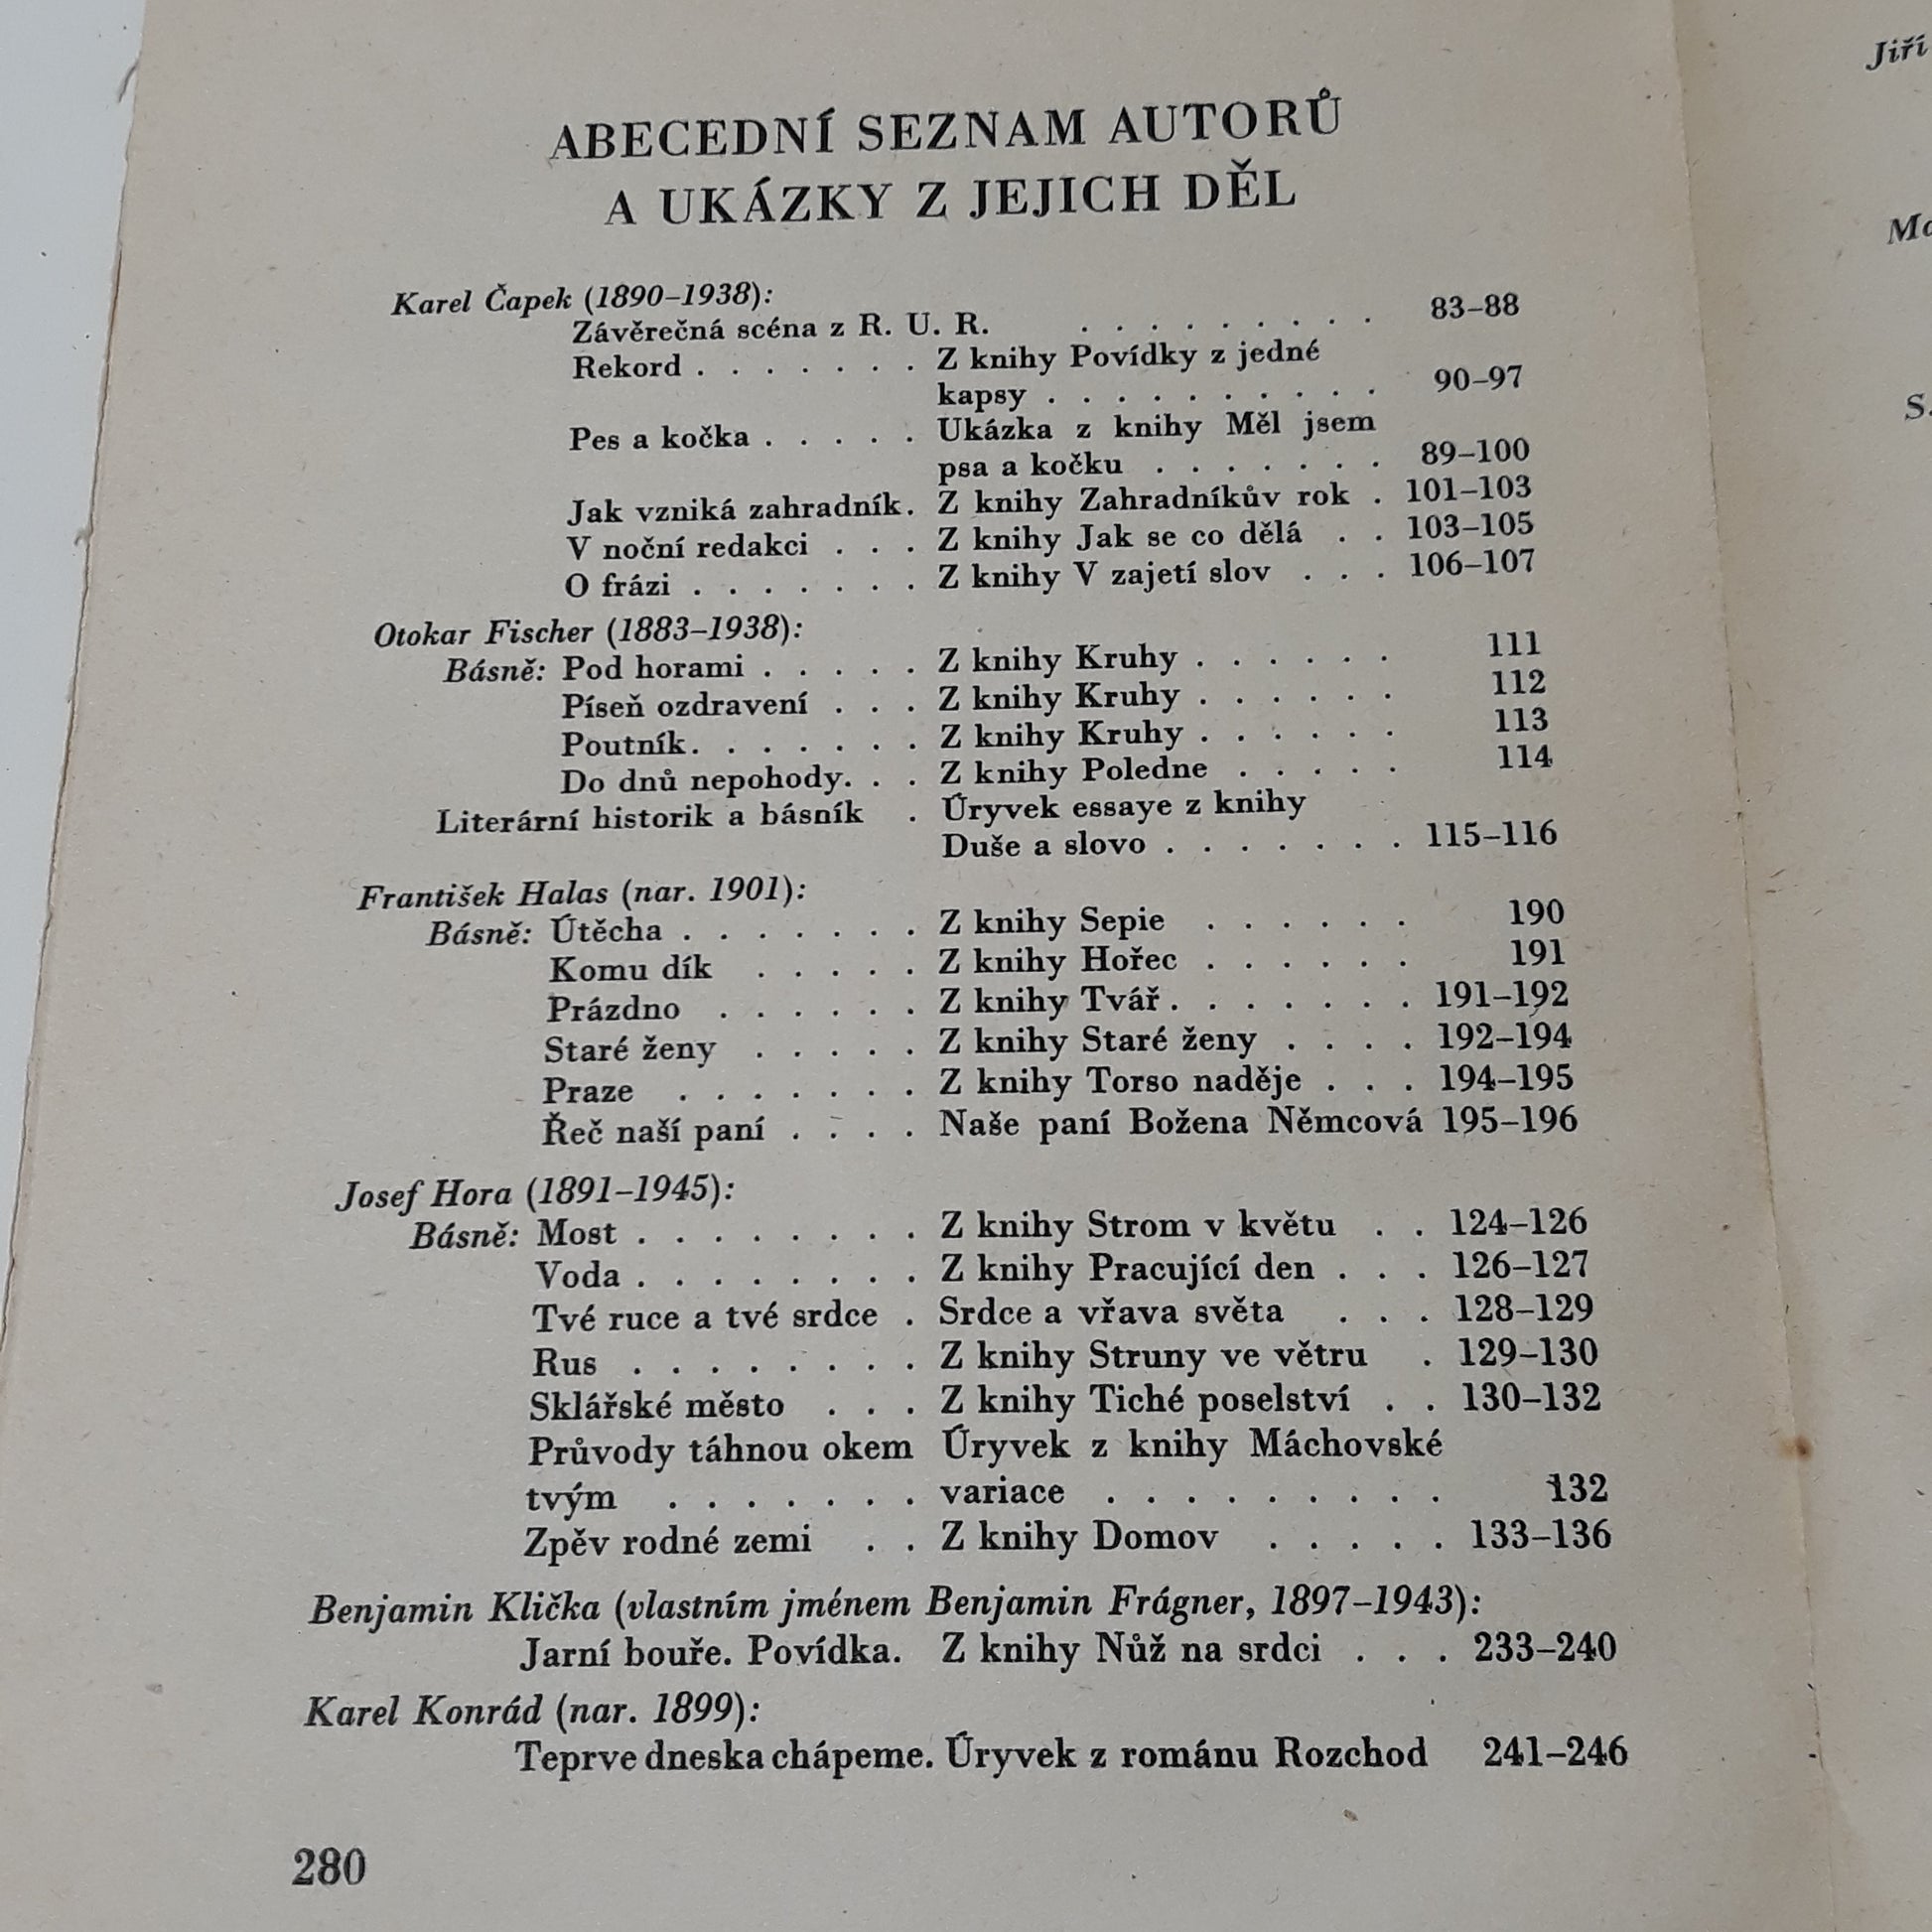 ABECEDNÍ SEZNAM AUTORŮ
A UKÁZKY Z JEJICH DĚL
Karel Čapek (1890–1938):
Závěrečná scéna z R. U. R. . . . . . . . . . 83–88
Rekord . . . . . . . Z knihy Povídky z jedné
kapsy . . . . . . . . . . 90–97
Pes a kočka . . . . . Ukázka z knihy Měl jsem
psa a kočku . . . . . . . 89–100
Jak vzniká zahradník. Z knihy Zahradníkův rok . 101–103
V noční redakci . . . Z knihy Jak se co dělá . . 103–105
O frázi . . . . . . . Z knihy V zajetí slov . . . 106–107
Otokar Fischer (1883–1938):
Básně: Pod horami . . . . . Z knihy Kruhy . . . . . . 111
Píseň ozdravení . . . Z knihy Kruhy . . . . . . 112
Poutník. . . . . . . Z knihy Kruhy . . . . . . 113
Do dnů nepohody. . . Z knihy Poledne . . . . . 114
Literární historik a básník . Úryvek essaye z knihy
Duše a slovo . . . . . . . 115–116
František Halas (nar. 1901):
Básně: Útěcha . . . . . . . Z knihy Sepie . . . . . . 190
Komu dík . . . . . Z knihy Hořec . . . . . . 191
Prázdno . . . . . . Z knihy Tvář . . . . . . . 191–192
Staré ženy . . . . . Z knihy Staré ženy . . . . 192–194
Praze . . . . . . . Z knihy Torso naděje . . . 194–195
Řeč naší paní . . . . Naše paní Božena Němcová 195–196
Josef Hora (1891–1945):
Básně: Most . . . . . . . . Z knihy Strom v květu . . 124–126
Voda . . . . . . . . Z knihy Pracující den . . . 126–127
Tvé ruce a tvé srdce . Srdce a vřava světa . . . 128–129
Rus . . . . . . . . Z knihy Struny ve větru . 129–130
Sklářské město . . . Z knihy Tiché poselství . . 130–132
Průvody táhnou okem Úryvek z knihy Máchovské
tvým . . . . . . . variace . . . . . . . . . 132
Zpěv rodné zemi . . Z knihy Domov . . . . . 133–136
Benjamin Klička (vlastním jménem Benjamin Frágner, 1897–1943):
Jarní bouře. Povídka. Z knihy Nůž na srdci . . . 233–240
Karel Konrád (nar. 1899):
Teprve dneska chápeme. Úryvek z románu Rozchod 241–246
280
Jiří
S.